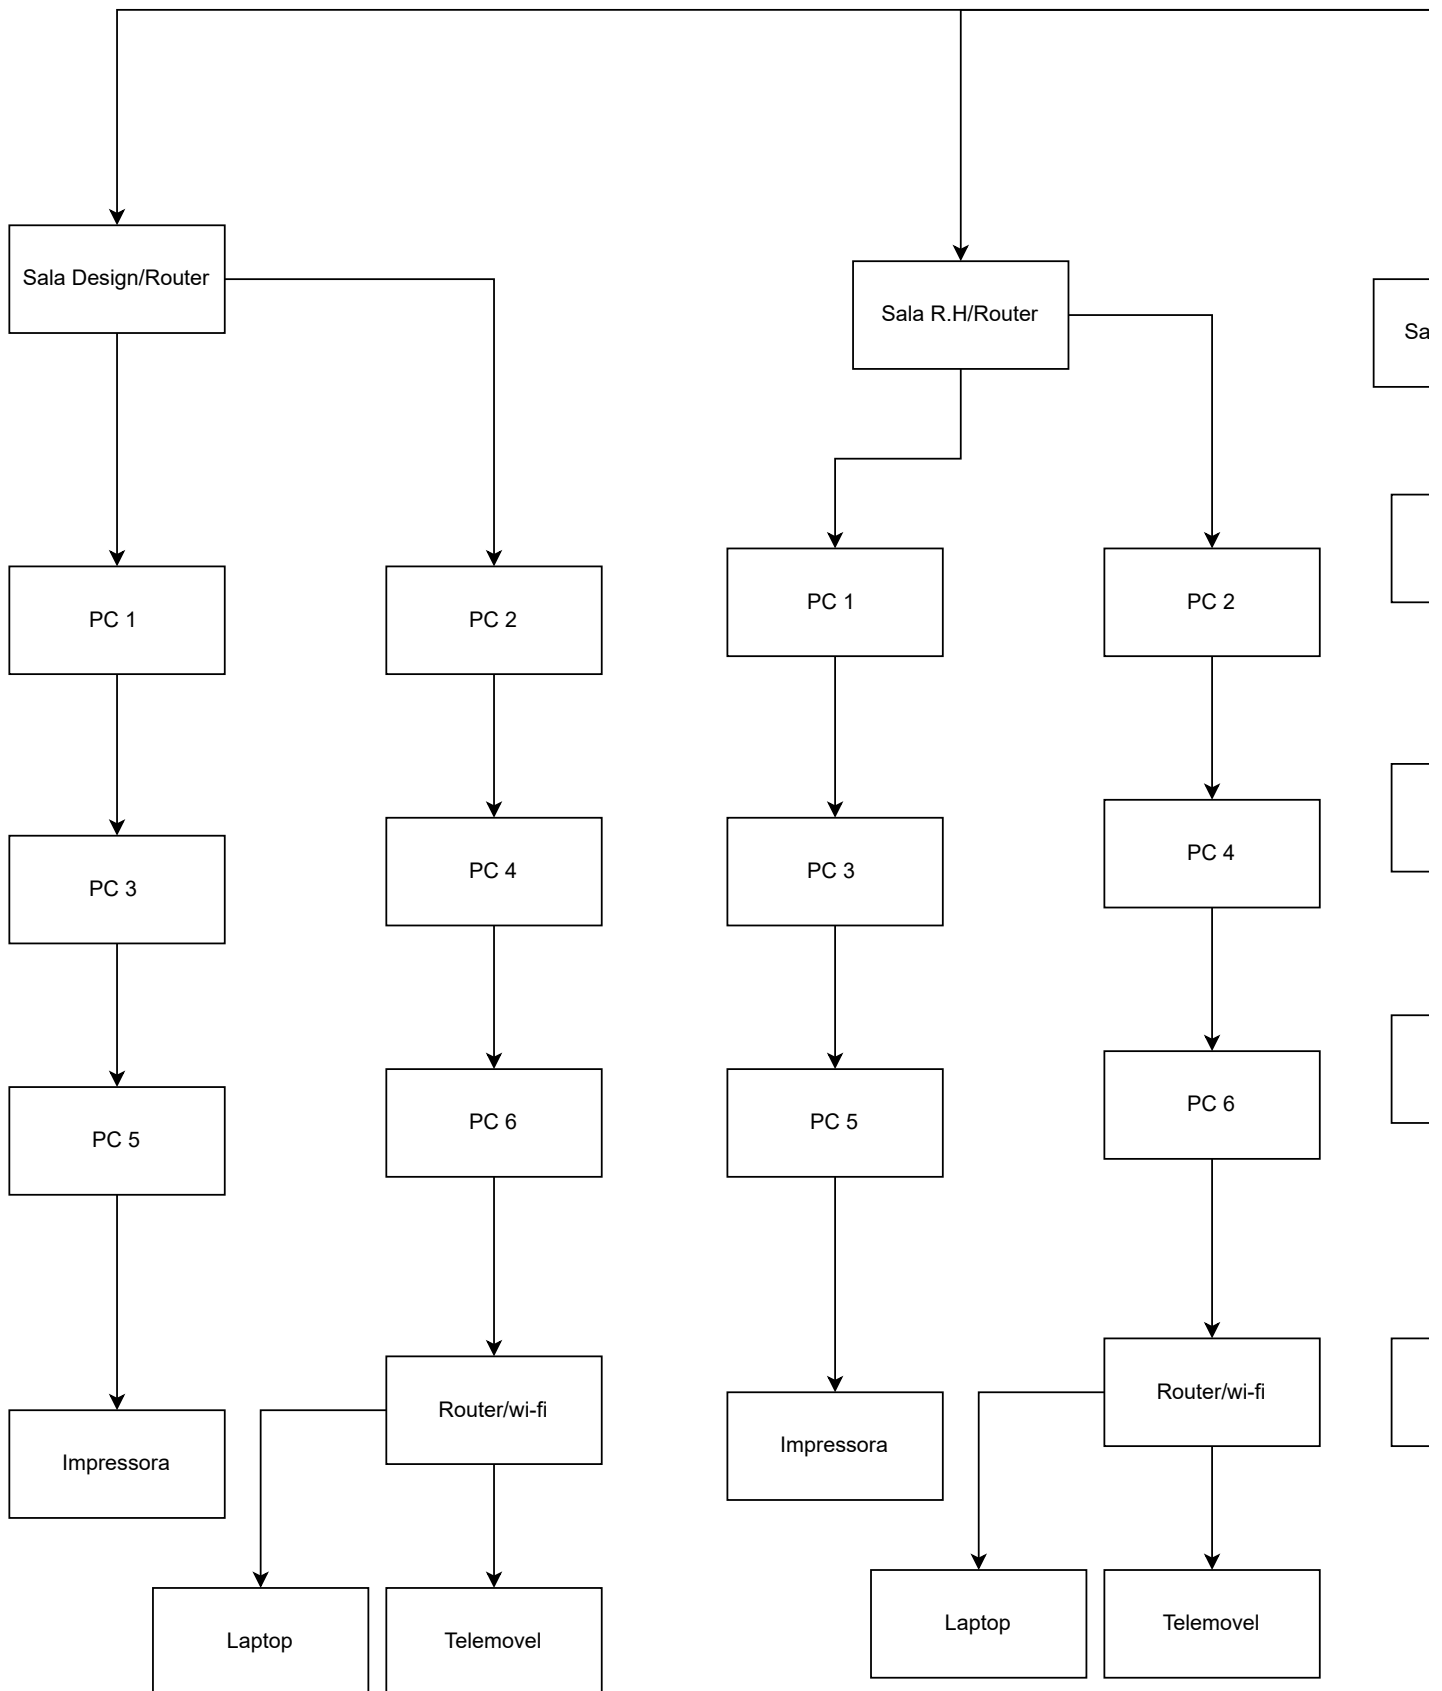 Sala Design/Router
Sala R.H/Router
Sa
PC 1
PC 2
PC 1
PC 2
PC 3
PC 4
PC 3
PC 4
PC 5
PC 6
PC 5
PC 6
Impressora
Router/wi-fi
Impressora
Router/wi-fi
Laptop
Telemovel
Laptop
Telemovel